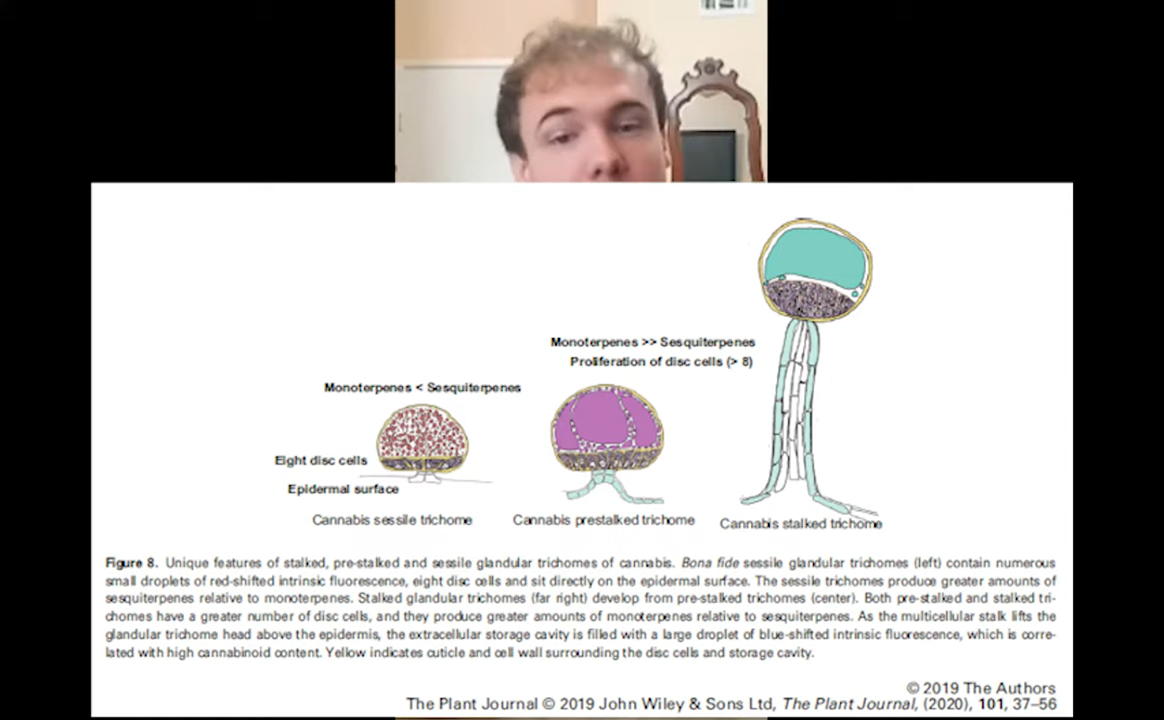 Monoterpenes >> Sesquiterpenes
Proliferation of disc cells (> 8)
Monoterpenes < Sesquiterpenes
Eight disc cells
Epidermal surface
Cannabis sessile trichome
Cannabis prestalked trichome
Cannabis stalked trichome
Figure 8. Unique features of stalked, pre-stalked and sessile glandular trichomes of cannabis. Bona fide sessile glandular trichomes (left) contain numerous
small droplets of red-shifted intrinsic fluorescence, eight disc cells and sit directly on the epidermal surface. The sessile trichomes produce greater amounts of
sesquiterpenes relative to monoterpenes. Stalked glandular trichomes (far right) develop from pre-stalked trichomes (center). Both pre-stalked and stalked tri-
chomes have a greater number of disc cells, and they produce greater amounts of monoterpenes relative to sesquiterpenes. As the multicellular stalk lifts the
glandular trichome head above the epidermis, the extracellular storage cavity is filled with a large droplet of blue-shifted intrinsic fluorescence, which is corre-
lated with high cannabinoid content. Yellow indicates cuticle and cell wall surrounding the disc cells and storage cavity.
© 2019 The Authors
The Plant Journal © 2019 John Wiley & Sons Ltd, The Plant Journal, (2020), 101, 37–56